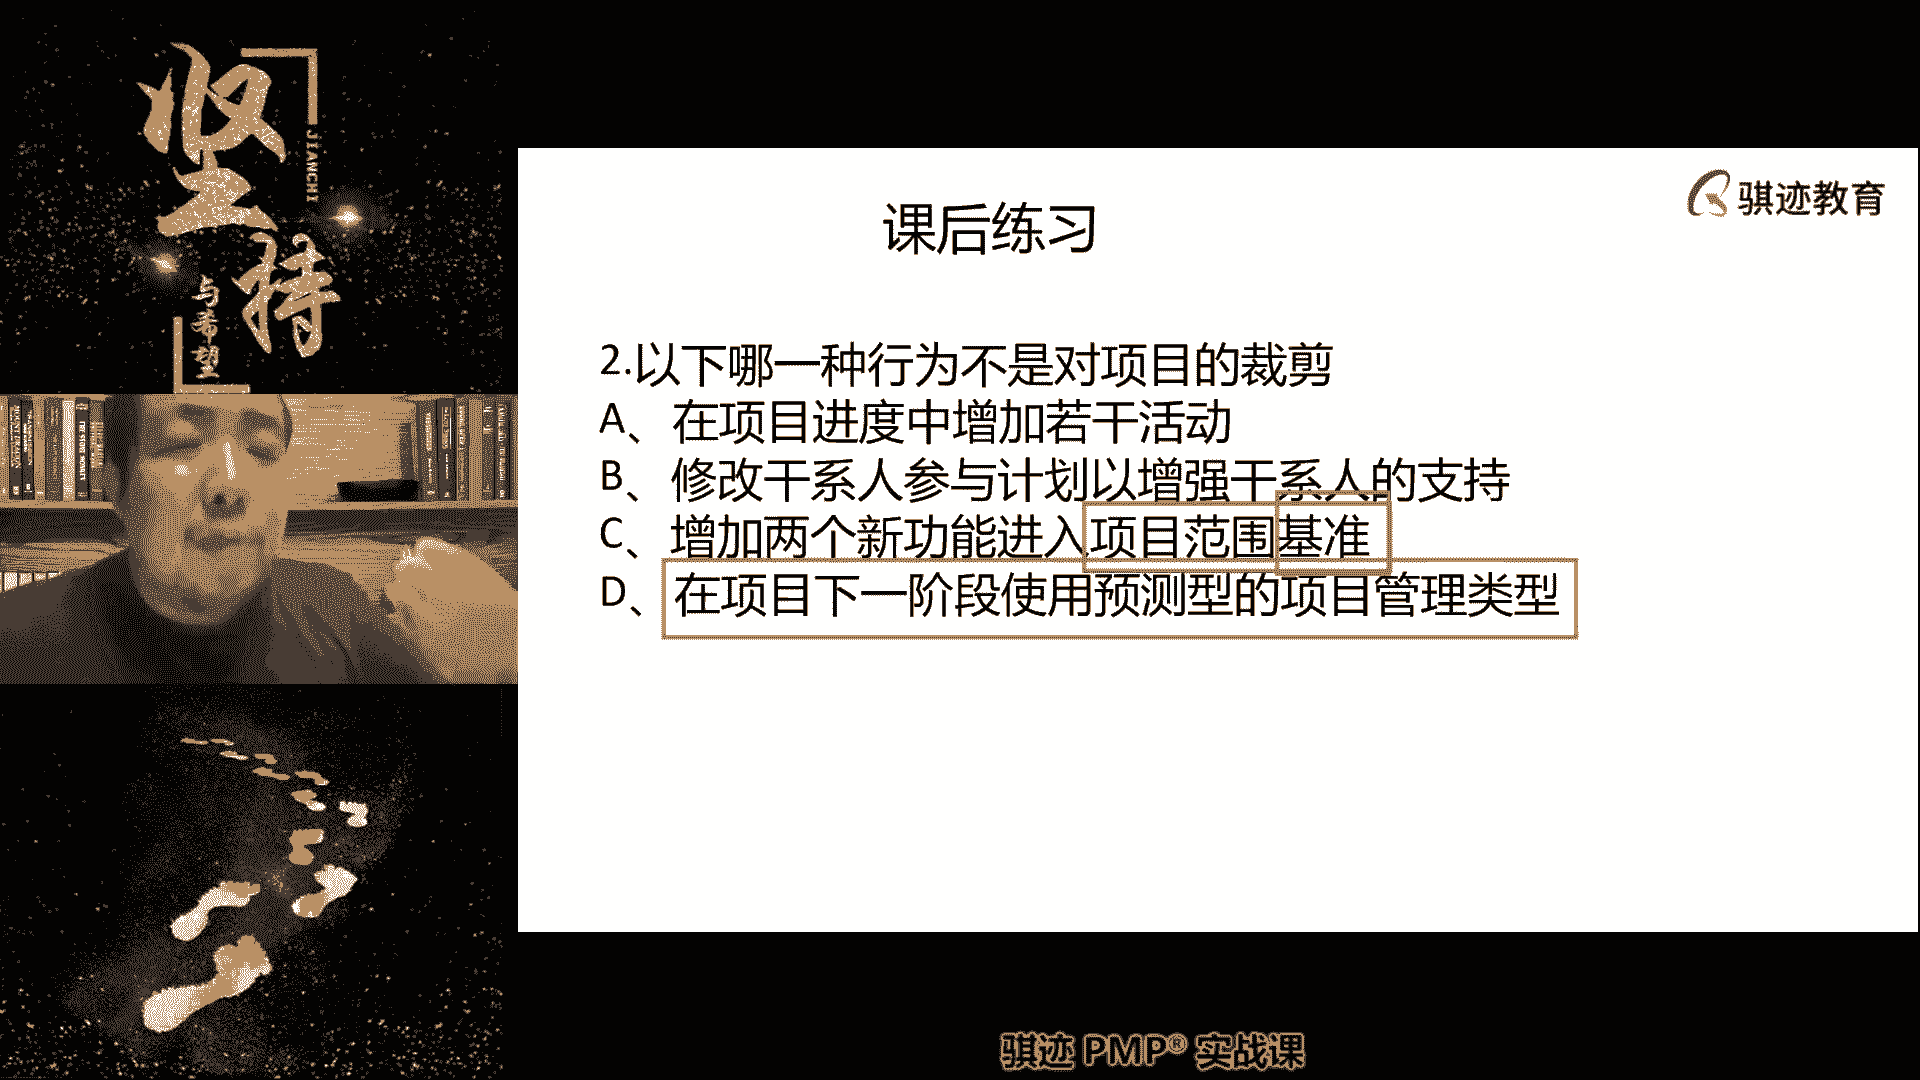 坚持
JIANCHI
与希望
骐迹教育
课后练习
2.以下哪一种行为不是对项目的裁剪
A、在项目进度中增加若干活动
B、修改干系人参与计划以增强干系人的支持
C、增加两个新功能进入项目范围基准
D、在项目下一阶段使用预测型的项目管理类型
骐迹 PMP® 实战课